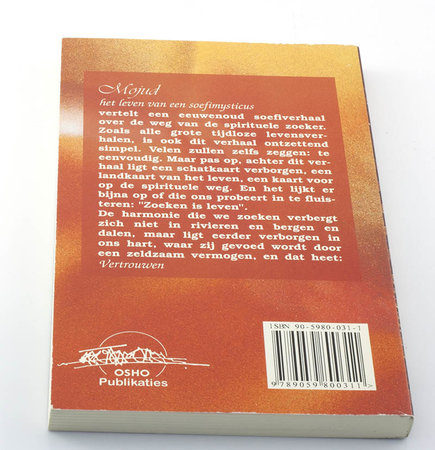 Mojud
het leven van een soefimysticus
vertelt een eeuwenoud soefiverhaal
over de weg van de spirituele zoeker.
Zoals alle grote tijdloze levensver-
halen, is ook dit verhaal ontzettend
simpel. Velen zullen zelfs zeggen: te
eenvoudig. Maar pas op, achter dit ver-
haal ligt een schatkaart verborgen, een
landkaart van het leven, een kaart voor
op de spirituele weg. En het lijkt er
bijna op of die ons probeert in te fluis-
teren: "Zoeken is leven".
De harmonie die we zoeken verbergt
zich niet in rivieren en bergen en
dalen, maar ligt eerder verborgen in
ons hart, waar zij gevoed wordt door
een zeldzaam vermogen, en dat heet:
Vertrouwen
ISBN 90-5980-031-1
9789059800311>
OSHO
Publikaties